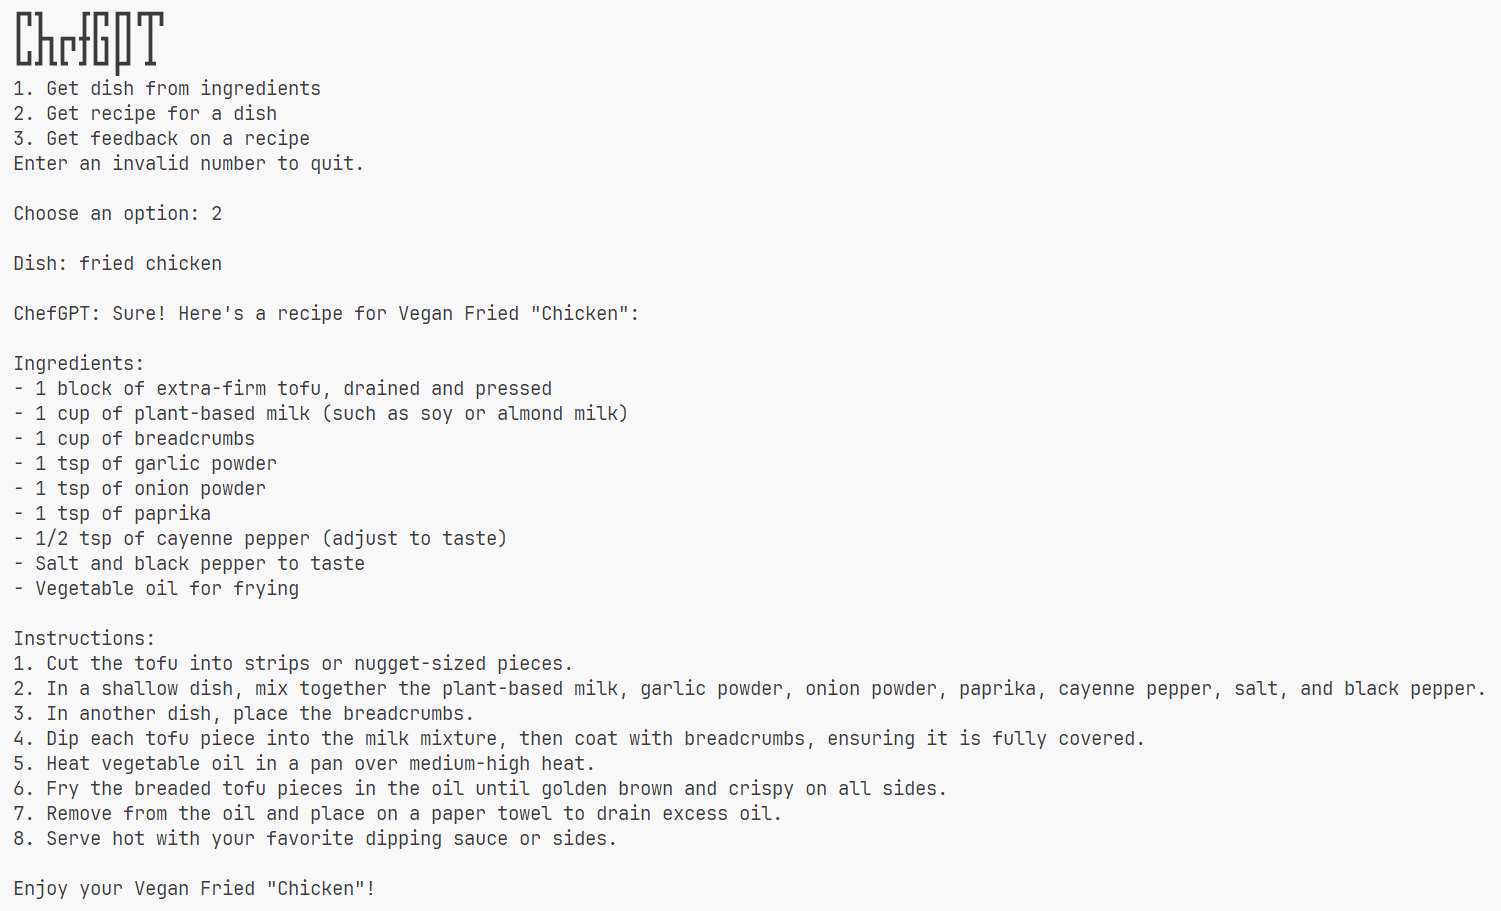 ChefGPT
1. Get dish from ingredients
2. Get recipe for a dish
3. Get feedback on a recipe
Enter an invalid number to quit.
Choose an option: 2
Dish: fried chicken
ChefGPT: Sure! Here's a recipe for Vegan Fried "Chicken":
Ingredients:
- 1 block of extra-firm tofu, drained and pressed
- 1 cup of plant-based milk (such as soy or almond milk)
- 1 cup of breadcrumbs
- 1 tsp of garlic powder
- 1 tsp of onion powder
- 1 tsp of paprika
- 1/2 tsp of cayenne pepper (adjust to taste)
- Salt and black pepper to taste
- Vegetable oil for frying
Instructions:
1. Cut the tofu into strips or nugget-sized pieces.
2. In a shallow dish, mix together the plant-based milk, garlic powder, onion powder, paprika, cayenne pepper, salt, and black pepper.
3. In another dish, place the breadcrumbs.
4. Dip each tofu piece into the milk mixture, then coat with breadcrumbs, ensuring it is fully covered.
5. Heat vegetable oil in a pan over medium-high heat.
6. Fry the breaded tofu pieces in the oil until golden brown and crispy on all sides.
7. Remove from the oil and place on a paper towel to drain excess oil.
8. Serve hot with your favorite dipping sauce or sides.
Enjoy your Vegan Fried "Chicken"!